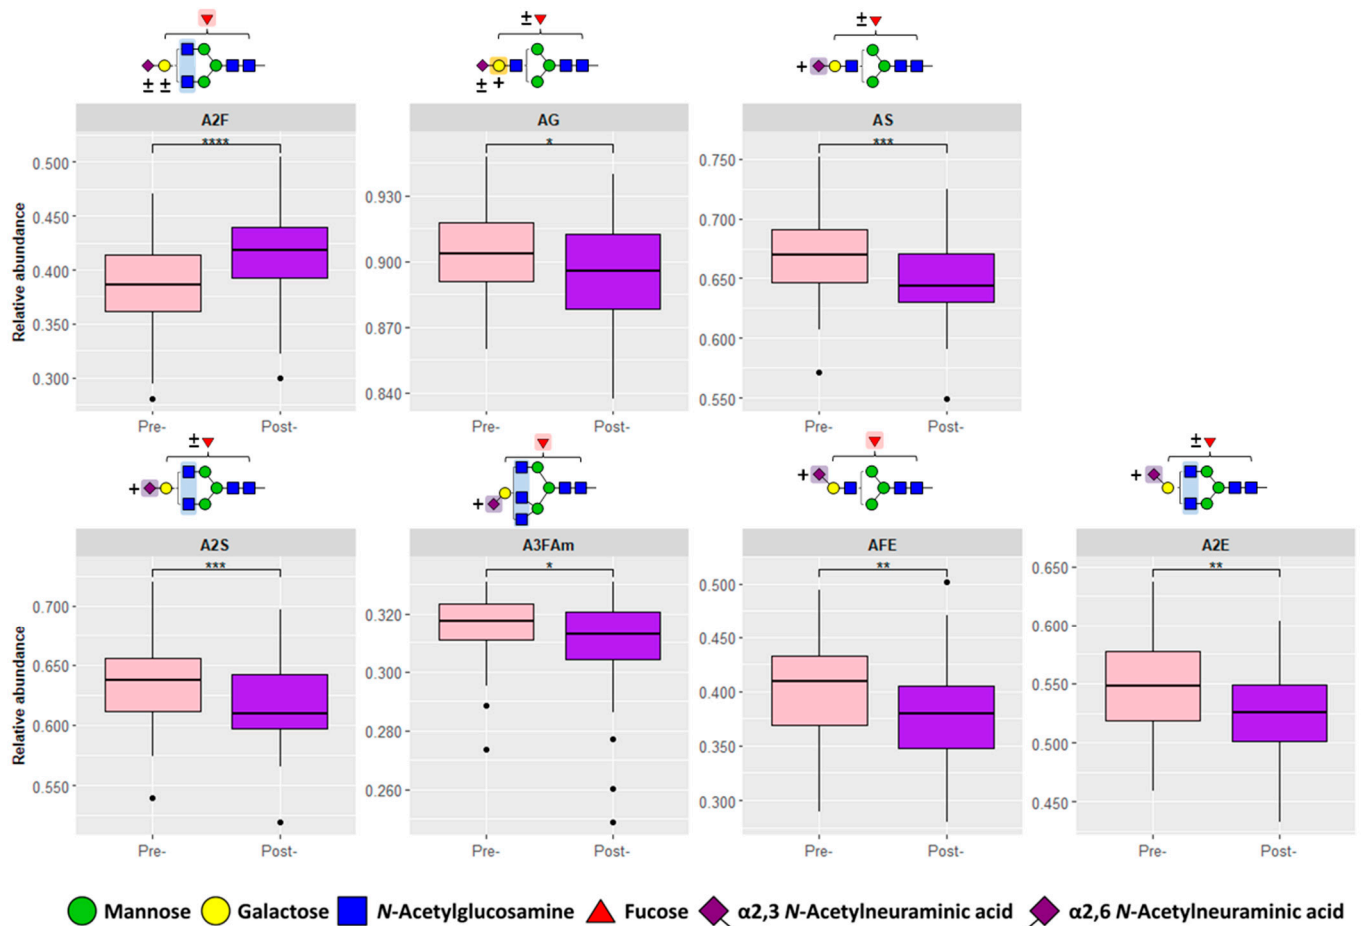 ±
±
A2F
AG
AS
± ±
± +
+
****
*
***
Relative abundance
0.500
0.450
0.400
0.350
0.300
0.930
0.900
0.870
0.840
0.750
0.700
0.650
0.600
0.550
Pre- Post-
Pre- Post-
Pre- Post-
±
±
+
+
+
+
A2S
A3FAm
AFE
A2E
***
*
**
**
Relative abundance
0.700
0.650
0.600
0.550
0.320
0.300
0.280
0.260
0.500
0.450
0.400
0.350
0.300
0.650
0.600
0.550
0.500
0.450
Pre- Post-
Pre- Post-
Pre- Post-
Pre- Post-
Mannose Galactose N-Acetylglucosamine Fucose α2,3 N-Acetylneuraminic acid α2,6 N-Acetylneuraminic acid